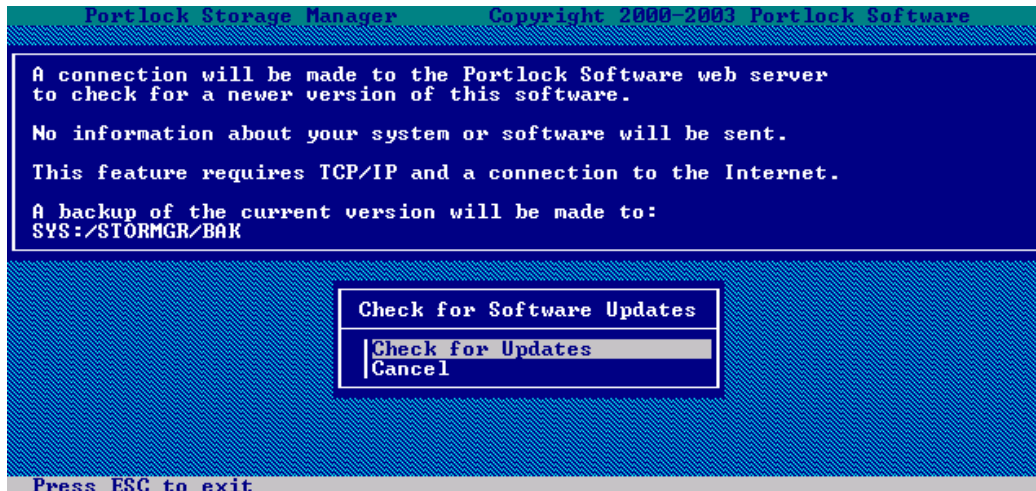 Portlock Storage Manager Copyright 2000-2003 Portlock Software
A connection will be made to the Portlock Software web server
to check for a newer version of this software.
No information about your system or software will be sent.
This feature requires TCP/IP and a connection to the Internet.
A backup of the current version will be made to:
SYS:/STORMGR/BAK
Check for Software Updates
Check for Updates
Cancel
Press ESC to exit